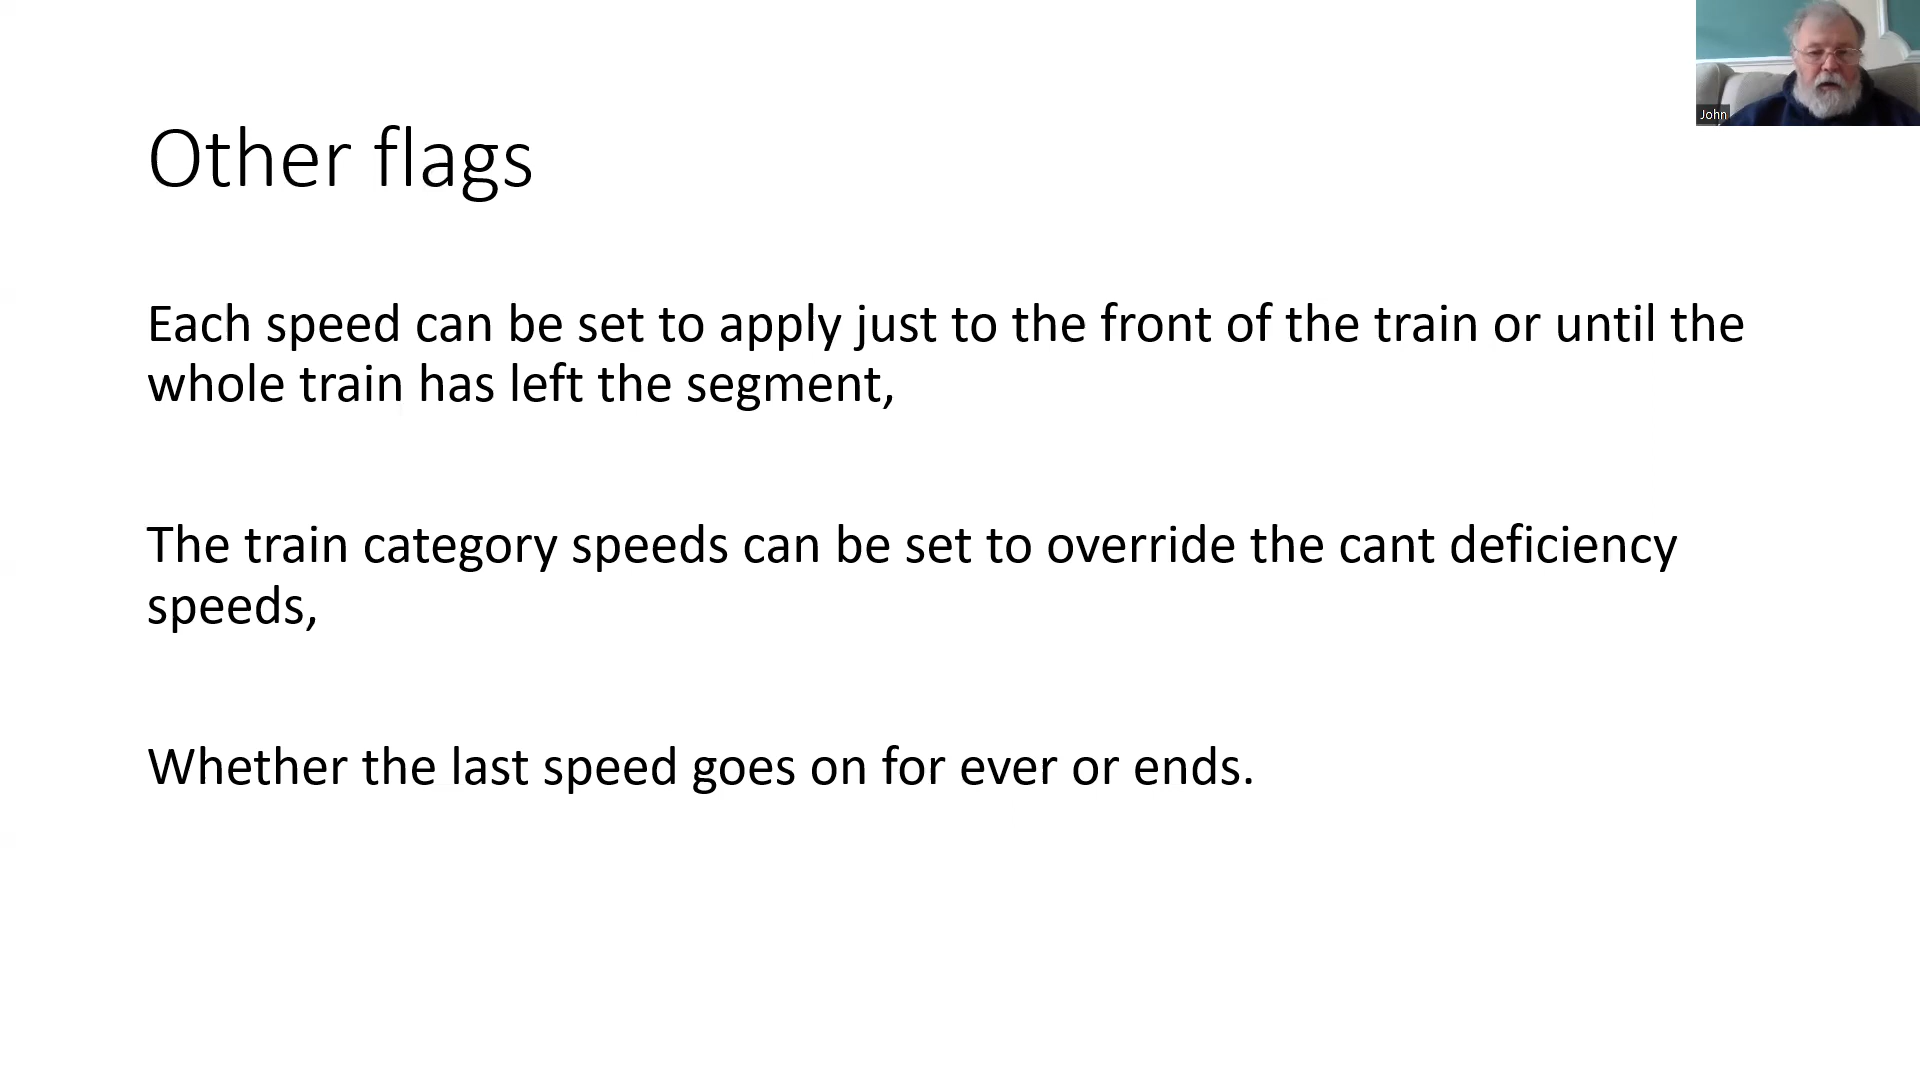 Other flags
John
Each speed can be set to apply just to the front of the train or until the
whole train has left the segment,
The train category speeds can be set to override the cant deficiency
speeds,
Whether the last speed goes on for ever or ends.